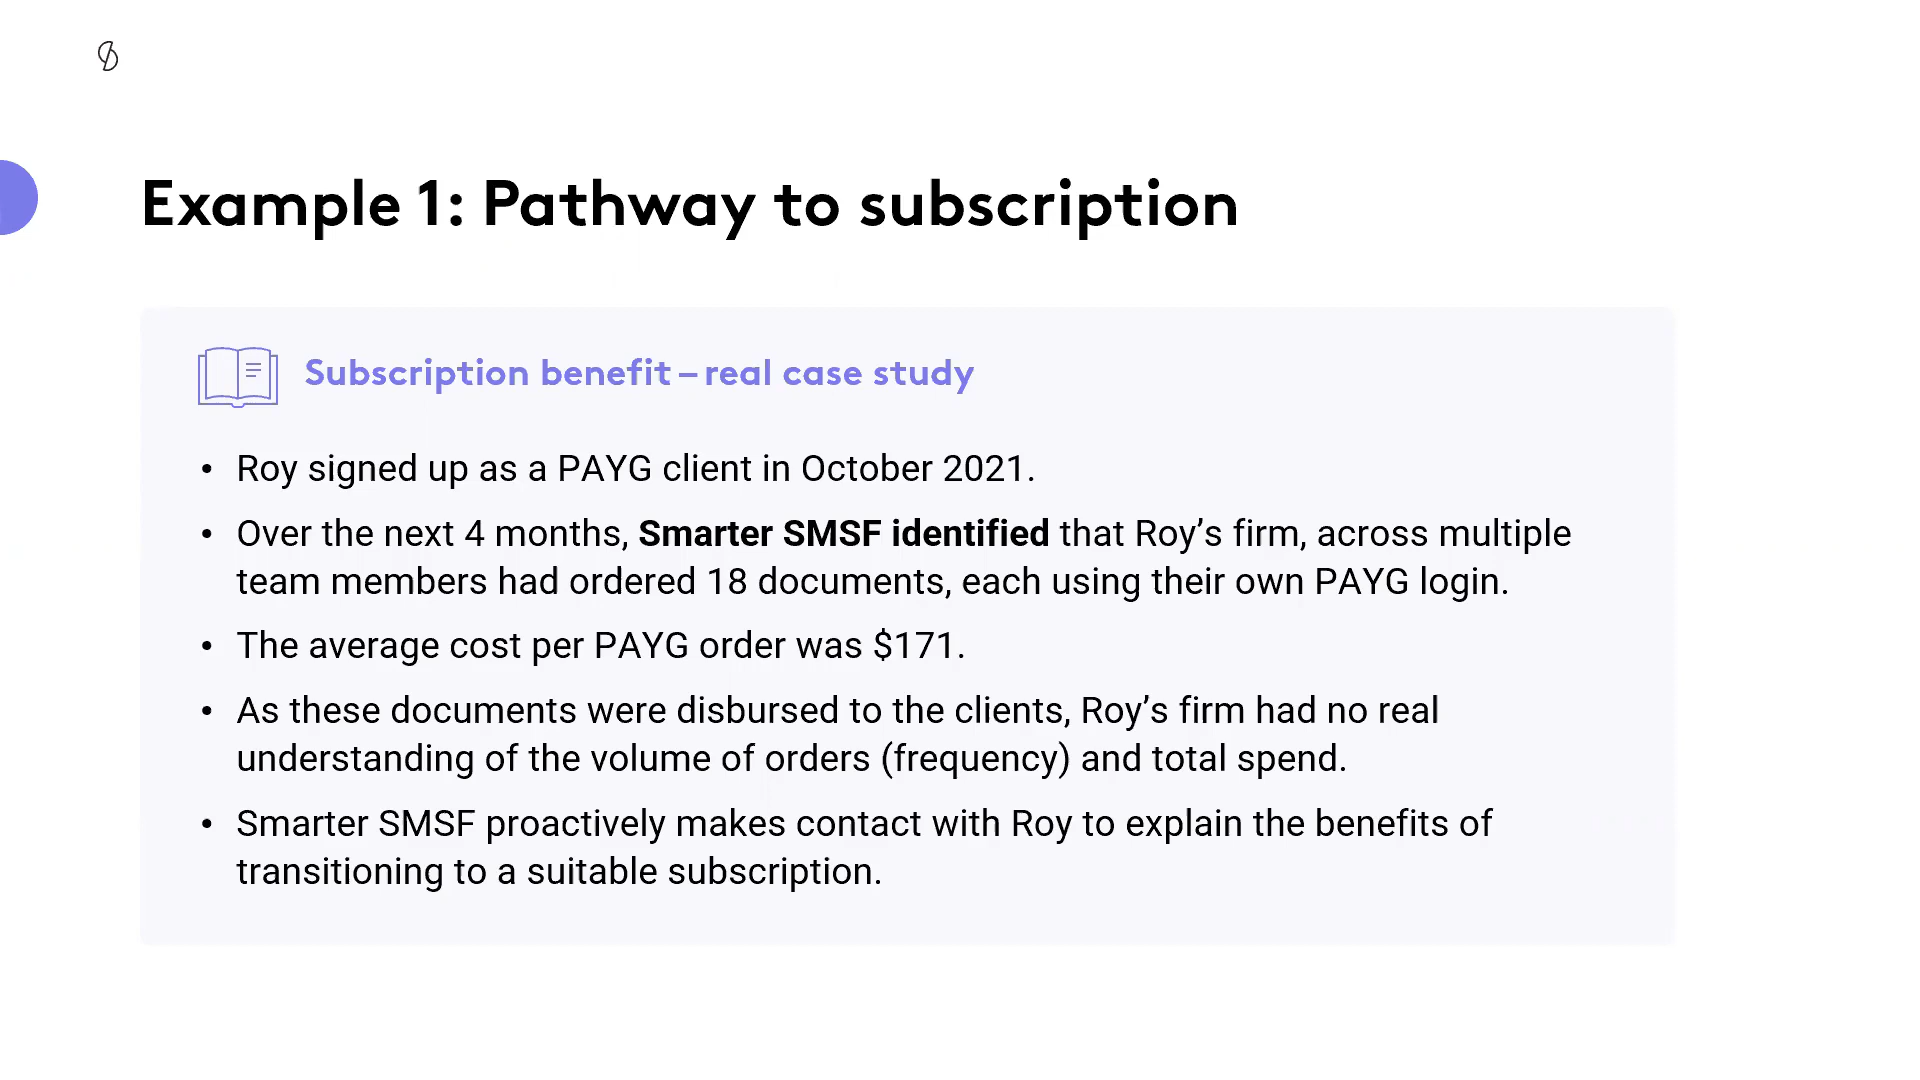 Example 1: Pathway to subscription
Subscription benefit – real case study
• Roy signed up as a PAYG client in October 2021.
• Over the next 4 months, Smarter SMSF identified that Roy’s firm, across multiple
team members had ordered 18 documents, each using their own PAYG login.
• The average cost per PAYG order was $171.
• As these documents were disbursed to the clients, Roy’s firm had no real
understanding of the volume of orders (frequency) and total spend.
• Smarter SMSF proactively makes contact with Roy to explain the benefits of
transitioning to a suitable subscription.